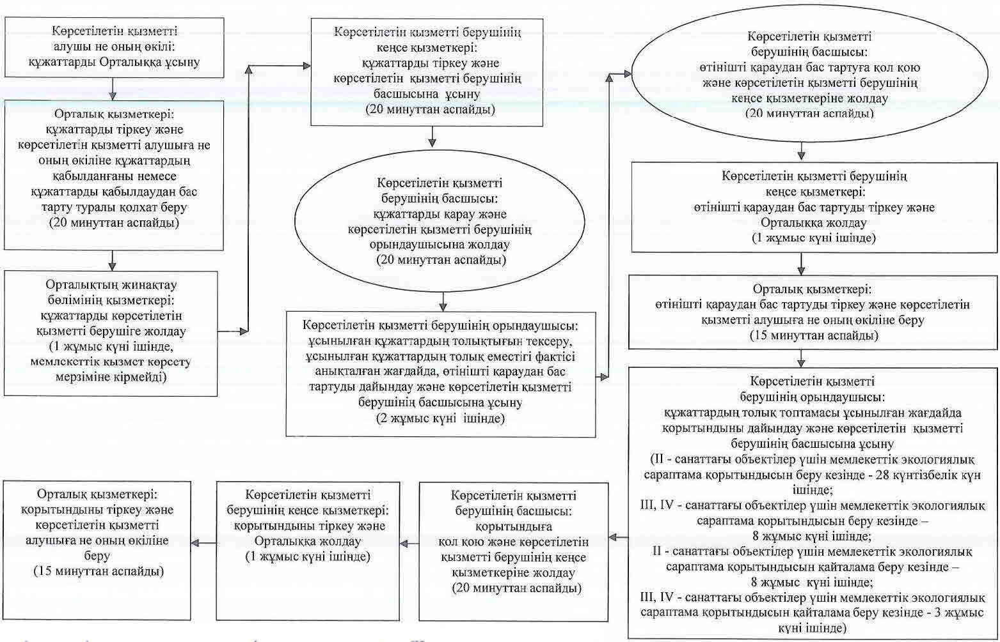 Көрсетілетін қызметті
алушы не оның өкілі:
құжаттарды Орталыққа ұсыну
Орталық қызметкері:
құжаттарды тіркеу және
көрсетілетін қызметті алушыға не
оның өкіліне құжаттардың
қабылданғаны немесе
құжаттарды қабылдаудан бас
тарту туралы қолхат беру
(20 минуттан аспайды)
Орталықтың жинақтау
бөлімінің қызметкері:
құжаттарды көрсетілетін
қызметті берушіге жолдау
(1 жұмыс күні ішінде,
мемлекеттік қызмет көрсету
мерзіміне кірмейді)
Көрсетілетін қызметті берушінің
кеңсе қызметкері:
құжаттарды тіркеу және
көрсетілетін қызметті берушінің
басшысына ұсыну
(20 минуттан аспайды)
Көрсетілетін қызметті
берушінің басшысы:
құжаттарды қарау және
көрсетілетін қызметті берушінің
орындаушысына жолдау
(20 минуттан аспайды)
Көрсетілетін қызметті берушінің орындаушысы:
ұсынылған құжаттардың толықтығын тексеру,
ұсынылған құжаттардың толық еместігі фактісі
анықталған жағдайда, өтінішті қараудан бас
тартуды дайындау және көрсетілетін қызметті
берушінің басшысына ұсыну
(2 жұмыс күні ішінде)
Көрсетілетін қызметті
берушінің басшысы:
өтінішті қараудан бас тартуға қол қою
және көрсетілетін қызметті берушінің
кеңсе қызметкеріне жолдау
(20 минуттан аспайды)
Көрсетілетін қызметті берушінің
кеңсе қызметкері:
өтінішті қараудан бас тартуды тіркеу және
Орталыққа жолдау
(1 жұмыс күні ішінде)
Орталық қызметкері:
өтінішті қараудан бас тартуды тіркеу және көрсетілетін
қызметті алушыға не оның өкіліне беру
(15 минуттан аспайды)
Көрсетілетін қызметті
берушінің орындаушысы:
құжаттардың толық топтамасы ұсынылған жағдайда
қорытындыны дайындау және көрсетілетін қызметті
берушінің басшысына ұсыну
(II - санаттағы объектілер үшін мемлекеттік экологиялық
сараптама қорытындысын беру кезінде - 28 күнтізбелік күн
ішінде;
III, IV - санаттағы объектілер үшін мемлекеттік экологиялық
сараптама қорытындысын беру кезінде –
8 жұмыс күні ішінде;
II - санаттағы объектілер үшін мемлекеттік экологиялық
сараптама қорытындысын қайталама беру кезінде –
8 жұмыс күні ішінде;
III, IV - санаттағы объектілер үшін мемлекеттік экологиялық
сараптама қорытындысын қайталама беру кезінде - 3 жұмыс
күні ішінде)
Көрсетілетін қызметті
берушінің басшысы:
қорытындыға
қол қою және көрсетілетін
қызметті берушінің кеңсе
қызметкеріне жолдау
(20 минуттан аспайды)
Көрсетілетін қызметті
берушінің кеңсе қызметкері:
қорытындыны тіркеу және
Орталыққа жолдау
(1 жұмыс күні ішінде)
Орталық қызметкері:
қорытындыны тіркеу және
көрсетілетін қызметті
алушыға не оның өкіліне
беру
(15 минуттан аспайды)